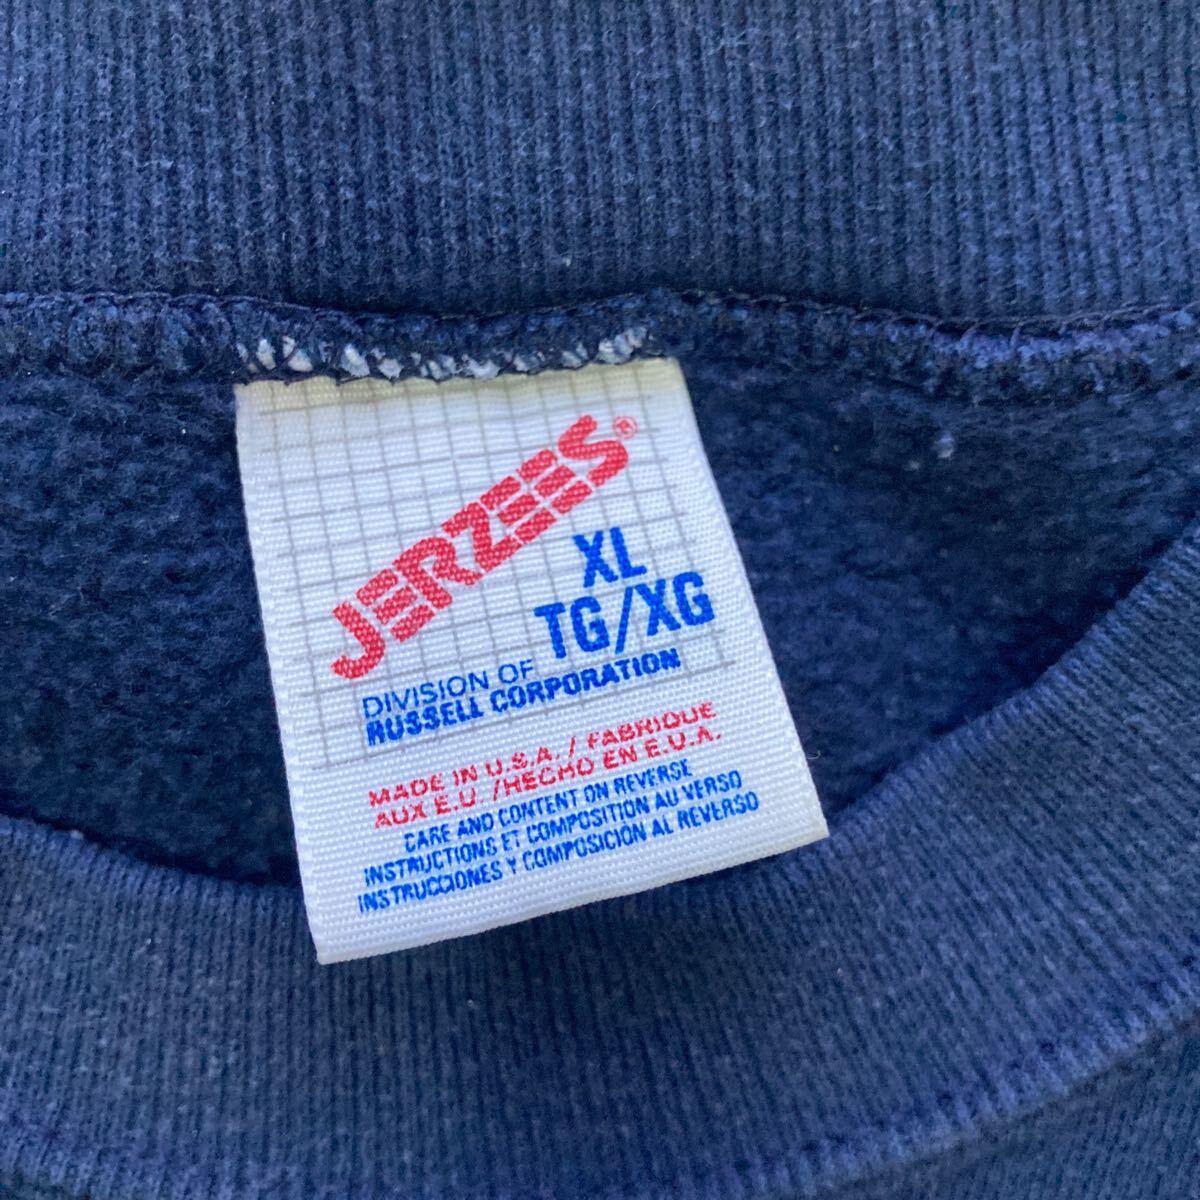 JERZEES®
XL
TG/XG
DIVISION OF
RUSSELL CORPORATION
MADE IN U.S.A. / FABRIQUE
AUX E.U. /HECHO EN E.U.A.
CARE AND CONTENT ON REVERSE
INSTRUCTIONS ET COMPOSITION AU VERSO
INSTRUCCIONES Y COMPOSICION AL REVERSO